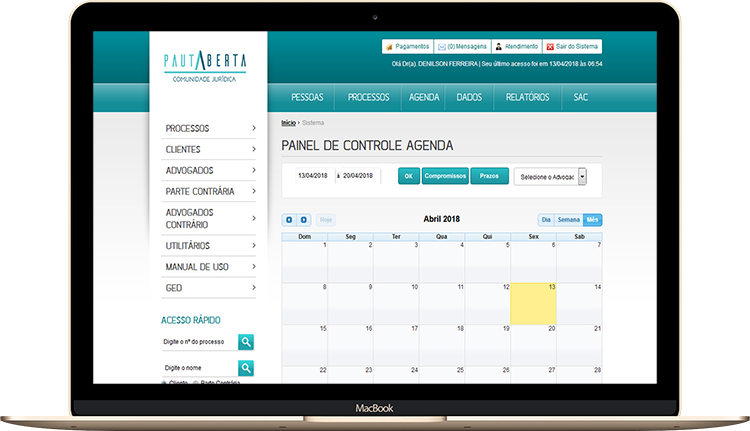 PAUTABERTA
COMUNIDADE JURÍDICA
Pagamentos
(0) Mensagens
Atendimento
Sair do Sistema
Olá Dr(a). DENILSON FERREIRA | Seu último acesso foi em 13/04/2018 às 06:54
PESSOAS PROCESSOS AGENDA DADOS RELATÓRIOS SAC
PROCESSOS
CLIENTES
ADVOGADOS
PARTE CONTRÁRIA
ADVOGADOS
CONTRÁRIO
UTILITÁRIOS
MANUAL DE USO
GED
ACESSO RÁPIDO
Digite o nº do processo
Digite o nome
Cliente Parte Contrária
Início › Sistema
PAINEL DE CONTROLE AGENDA
13/04/2018 à 20/04/2018 OK Compromissos Prazos Selecione o Advogac
Hoje Abril 2018 Dia Semana Mês
Dom Seg Ter Qua Qui Sex Sab
1 2 3 4 5 6 7
8 9 10 11 12 13 14
15 16 17 18 19 20 21
22 23 24 25 26 27 28
MacBook